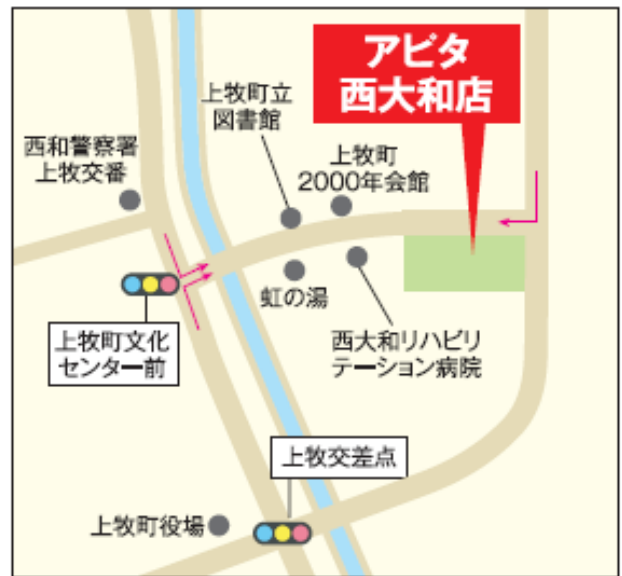 アピタ
西大和店
上牧町立
図書館
西和警察署
上牧交番
上牧町
2000年会館
虹の湯
西大和リハビリ
テーション病院
上牧町文化
センター前
上牧交差点
上牧町役場